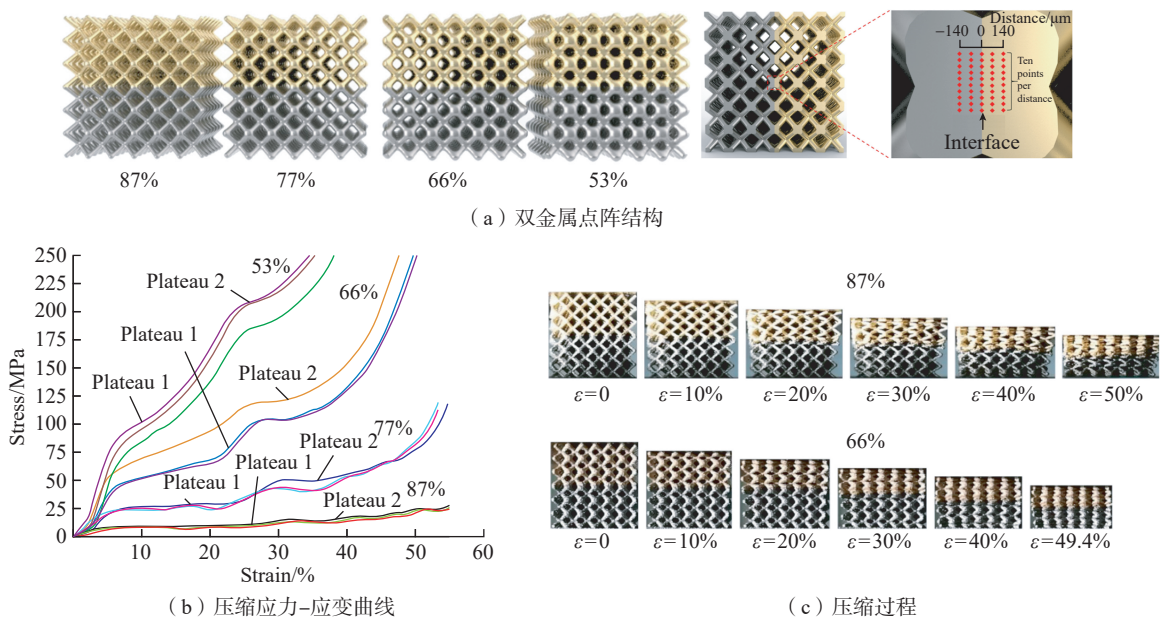 Distance/μm
−140 0 140
Ten
points
per
distance
Interface
87% 77% 66% 53%
（a）双金属点阵结构
250
225
200
175
150
125
100
75
50
25
0
Stress/MPa
10 20 30 40 50 60
Strain/%
Plateau 2
53%
66%
Plateau 1
Plateau 1
Plateau 2
77%
Plateau 2
Plateau 1
Plateau 1
87%
Plateau 2
（b）压缩应力–应变曲线
87%
ε=0 ε=10% ε=20% ε=30% ε=40% ε=50%
66%
ε=0 ε=10% ε=20% ε=30% ε=40% ε=49.4%
（c）压缩过程